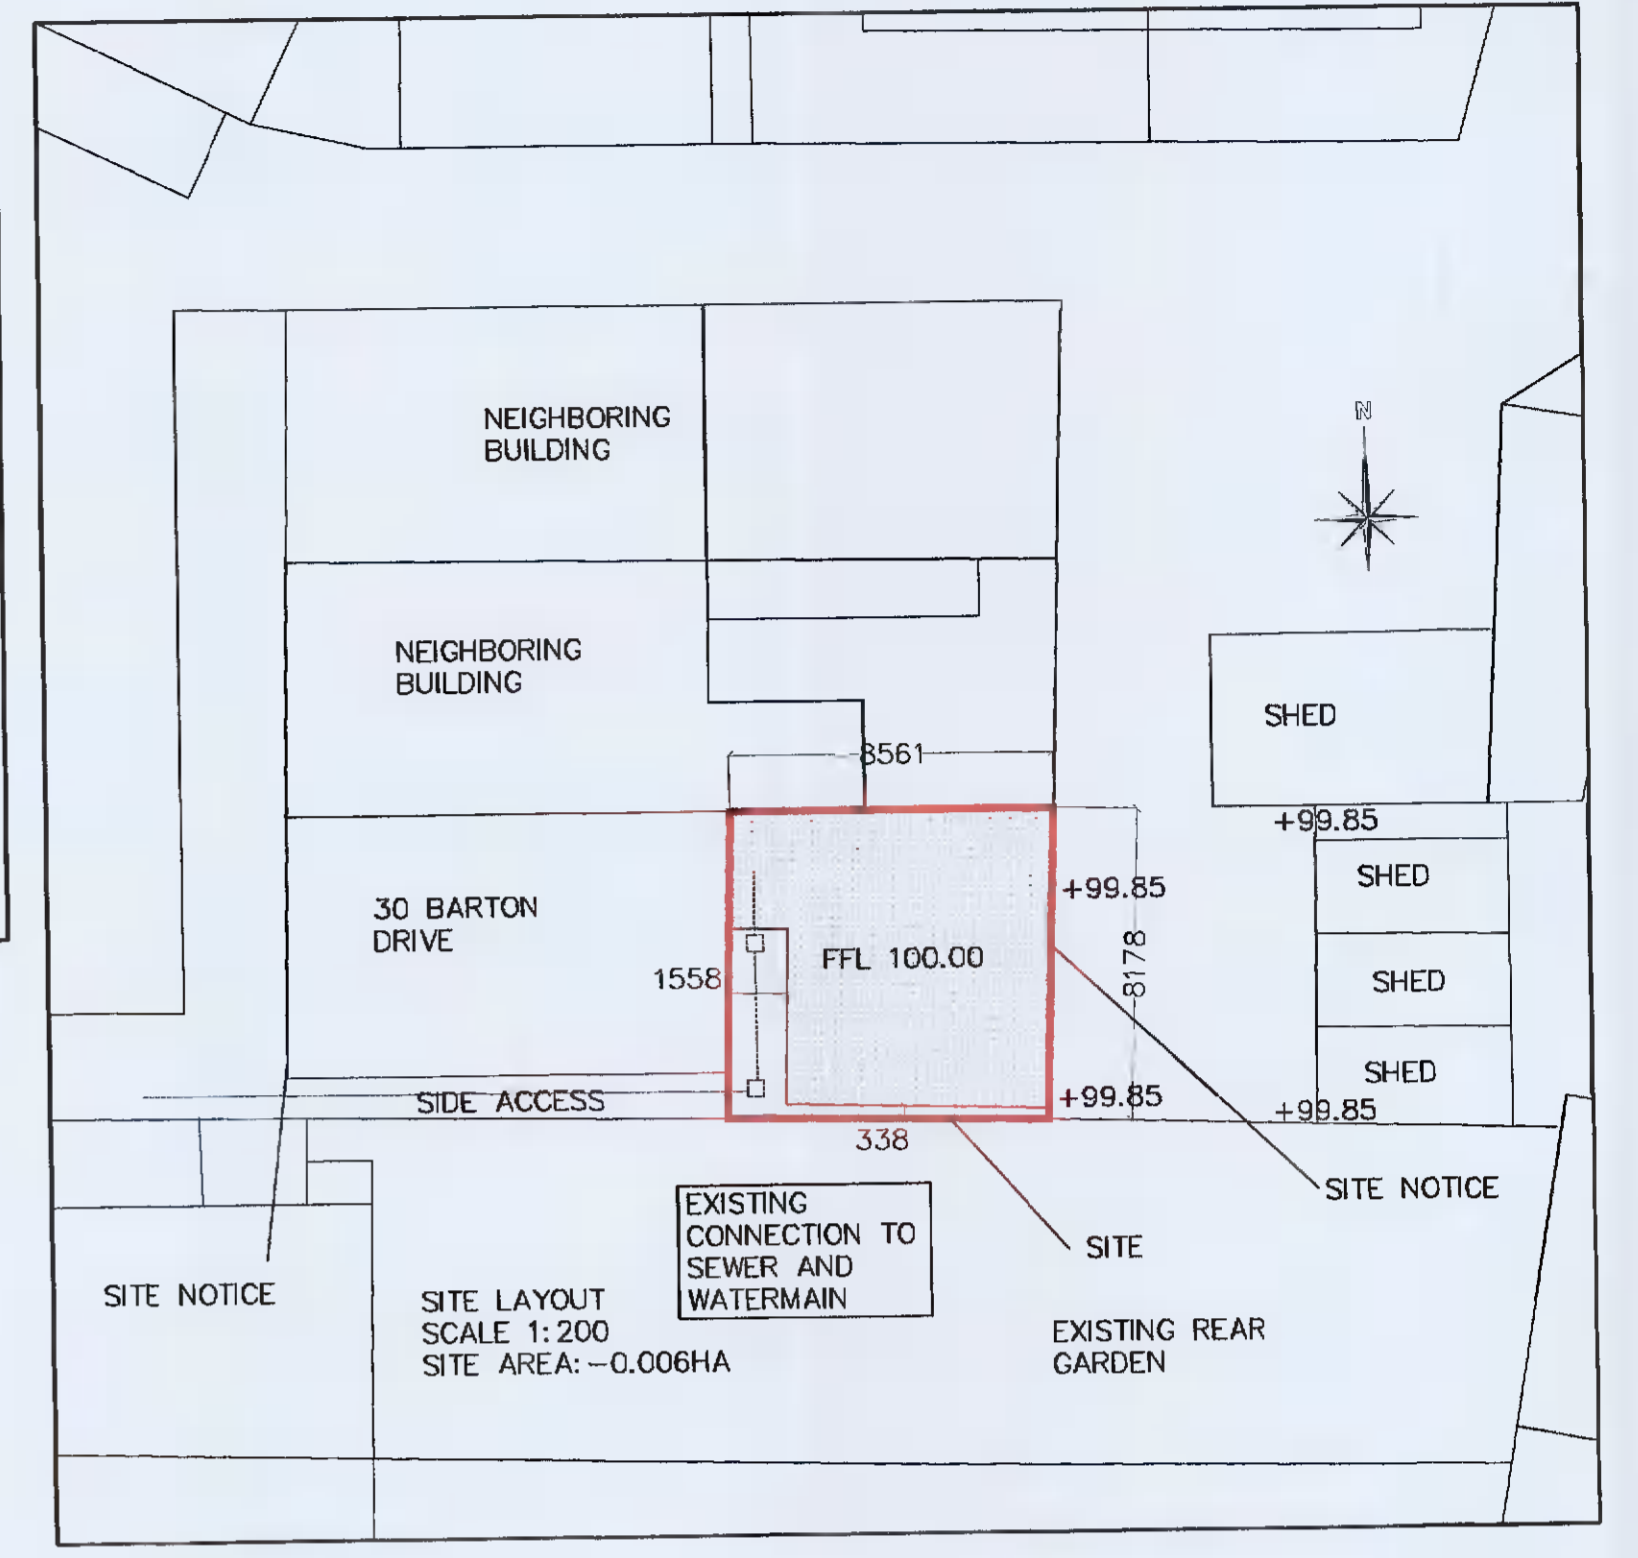 NEIGHBORING
BUILDING
N
NEIGHBORING
BUILDING
SHED
8561
+99.85
SHED
+99.85
30 BARTON
DRIVE
FFL 100.00
8178
1558
SHED
SHED
SIDE ACCESS
+99.85
+99.85
338
SITE NOTICE
EXISTING
CONNECTION TO
SEWER AND
WATERMAIN
SITE
SITE NOTICE
SITE LAYOUT
SCALE 1:200
SITE AREA:-0.006HA
EXISTING REAR
GARDEN